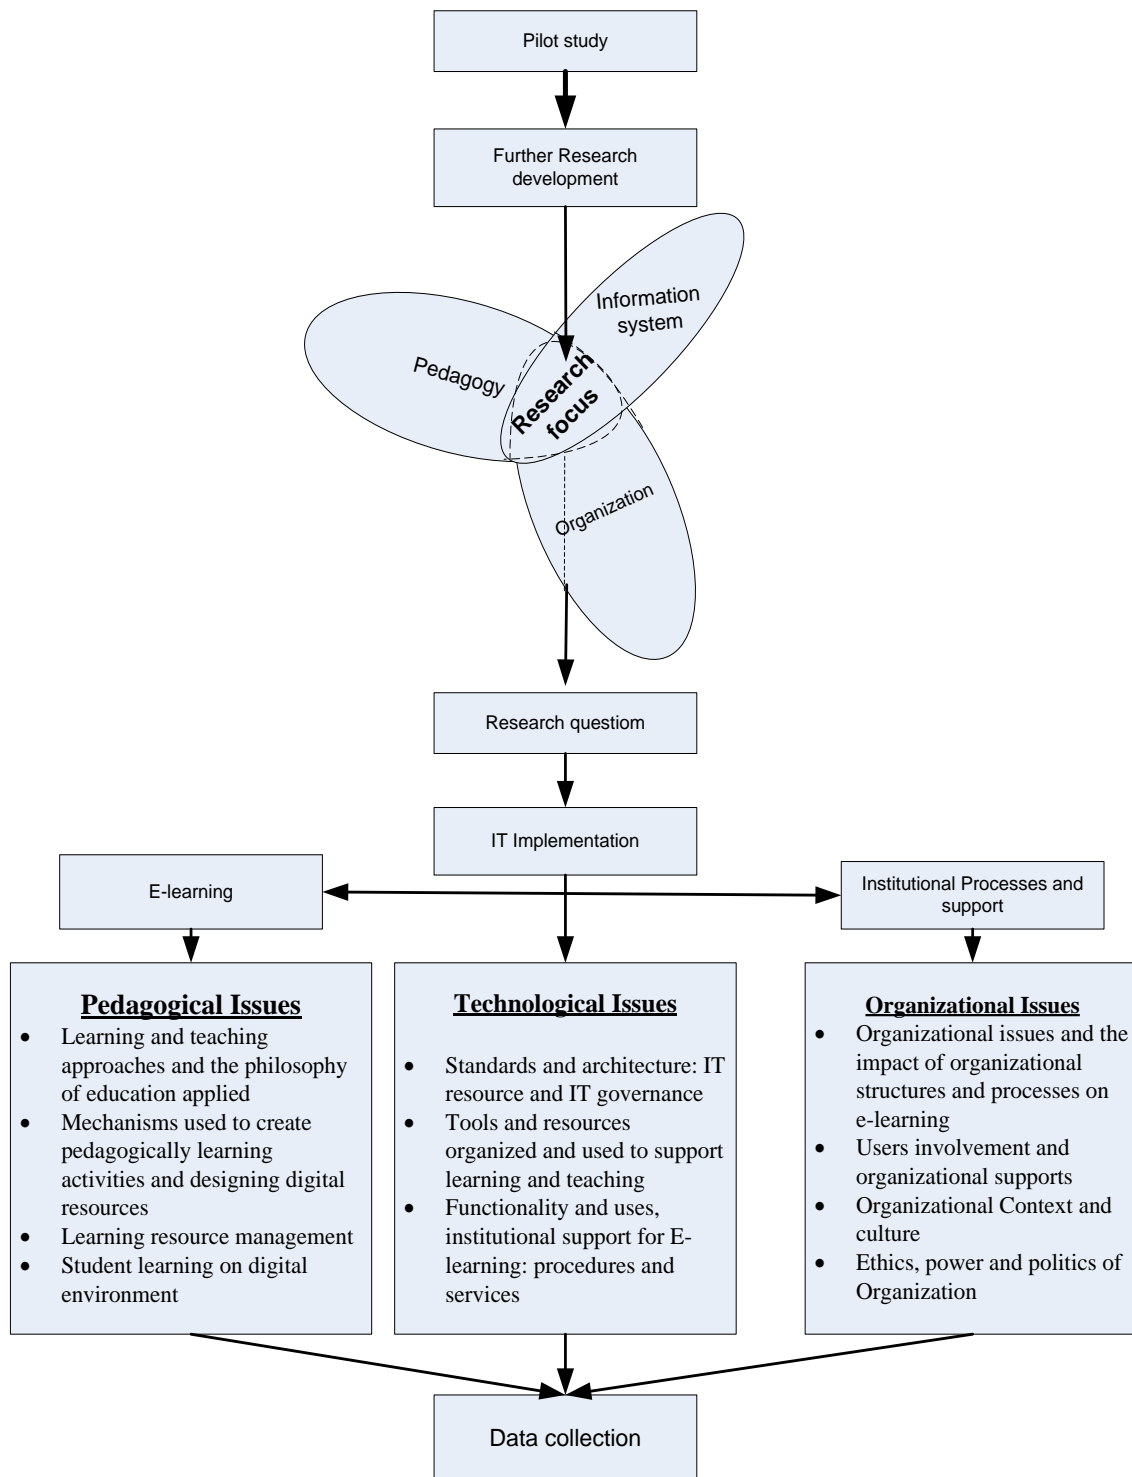 Pilot study
Further Research
development
Information
system
Pedagogy
Research
focus
Organization
Research questiom
IT Implementation
E-learning
Institutional Processes and
support
Pedagogical Issues
• Learning and teaching
approaches and the philosophy
of education applied
• Mechanisms used to create
pedagogically learning
activities and designing digital
resources
• Learning resource management
• Student learning on digital
environment
Technological Issues
• Standards and architecture: IT
resource and IT governance
• Tools and resources
organized and used to support
learning and teaching
• Functionality and uses,
institutional support for E-
learning: procedures and
services
Organizational Issues
• Organizational issues and the
impact of organizational
structures and processes on
e-learning
• Users involvement and
organizational supports
• Organizational Context and
culture
• Ethics, power and politics of
Organization
Data collection